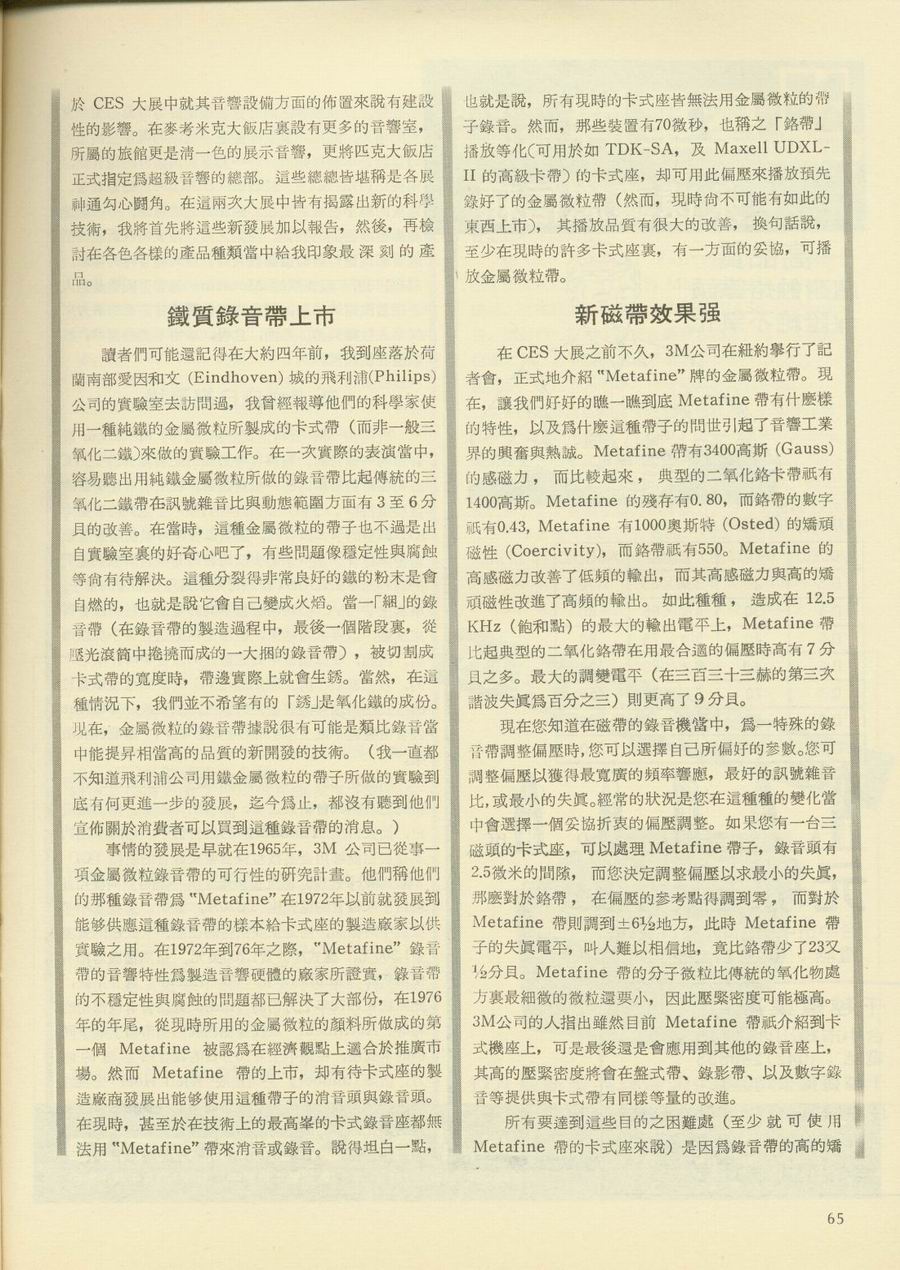 於 CES 大展中就其音響設備方面的佈置來說有建設
性的影響。在麥考米克大飯店裏設有更多的音響室，
所屬的旅館更是清一色的展示音響，更將匹克大飯店
正式指定爲超級音響的總部。這些總總皆堪稱是各展
神通勾心鬪角。在這兩次大展中皆有揭露出新的科學
技術，我將首先將這些新發展加以報告，然後，再檢
討在各色各樣的產品種類當中給我印象最 深 刻 的 產
品。
鐵質錄音帶上市
讀者們可能還記得在大約四年前，我到座落於荷
蘭南部愛因和文 (Eindhoven) 城的飛利浦(Philips)
公司的實驗室去訪問過，我曾經報導他們的科學家使
用一種純鐵的金屬微粒所製成的卡式帶（而非一般三
氧化二鐵)來做的實驗工作。在一次實際的表演當中，
容易聽出用純鐵金屬微粒所做的錄音帶比起傳統的三
氧化二鐵帶在訊號雜音比與動態範圍方面有 3 至 6 分
貝的改善。在當時，這種金屬微粒的帶子也不過是出
自實驗室裏的好奇心吧了，有些問題像穩定性與腐蝕
等尙有待解決。這種分裂得非常良好的鐵的粉末是會
自燃的，也就是說它會自己變成火熖。當一「綑」的錄
音帶（在錄音帶的製造過程中，最後一個階段裏，從
壓光滾筒中捲撓而成的一大捆的錄音帶），被切割成
卡式帶的寬度時，帶邊實際上就會生銹。當然，在這
種情況下，我們並不希望有的「銹」是氧化鐵的成份。
現在，金屬微粒的錄音帶據說很有可能是類比錄音當
中能提昇相當高的品質的新開發的技術。（我一直都
不知道飛利浦公司用鐵金屬微粒的帶子所做的實驗到
底有何更進一步的發展，迄今爲止，都沒有聽到他們
宣佈關於消費者可以買到這種錄音帶的消息。）
事情的發展是早就在1965年，3M 公司已從事一
項金屬微粒錄音帶的可行性的硏究計畫。他們稱他們
的那種錄音帶爲 “Metafine” 在1972年以前就發展到
能够供應這種錄音帶的樣本給卡式座的製造廠家以供
實驗之用。在1972年到76年之際，“Metafine” 錄音
帶的音響特性爲製造音響硬體的廠家所證實，錄音帶
的不穩定性與腐蝕的問題都已解決了大部份，在1976
年的年尾，從現時所用的金屬微粒的顏料所做成的第
一個 Metafine 被認爲在經濟觀點上適合於推廣市
場。然而 Metafine 帶的上市，却有待卡式座的製
造廠商發展出能够使用這種帶子的消音頭與錄音頭。
在現時，甚至於在技術上的最高峯的卡式錄音座都無
法用 “Metafine” 帶來消音或錄音。說得坦白一點，
也就是說，所有現時的卡式座皆無法用金屬微粒的帶
子錄音。然而，那些裝置有70微秒，也稱之「鉻帶」
播放等化(可用於如 TDK-SA，及 Maxell UDXL-
II 的高級卡帶）的卡式座，却可用此偏壓來播放預先
錄好了的金屬微粒帶（然而，現時尙不可能有如此的
東西上市），其播放品質有很大的改善，換句話說，
至少在現時的許多卡式座裏，有一方面的妥協，可播
放金屬微粒帶。
新磁帶效果强
在 CES 大展之前不久，3M公司在紐約舉行了記
者會，正式地介紹 “Metafine” 牌的金屬微粒帶。現
在，讓我們好好的瞧一瞧到底 Metafine 帶有什麽樣
的特性，以及爲什麽這種帶子的問世引起了音響工業
界的興奮與熱誠。Metafine 帶有3400高斯 (Gauss)
的感磁力，而比較起來，典型的二氧化鉻卡帶祇有
1400高斯。Metafine 的殘存有0.80，而鉻帶的數字
祇有0.43, Metafine 有1000奧斯特 (Osted) 的矯頑
磁性 (Coercivity)，而鉻帶祇有550。Metafine 的
高感磁力改善了低頻的輸出，而其高感磁力與高的矯
頑磁性改進了高頻的輸出。如此種種，造成在 12.5
KHz（飽和點）的最大的輸出電平上，Metafine 帶
比起典型的二氧化鉻帶在用最合適的偏壓時高有 7 分
貝之多。最大的調變電平（在三百三十三赫的第三次
諧波失眞爲百分之三）則更高了 9 分貝。
現在您知道在磁帶的錄音機當中，爲一特殊的錄
音帶調整偏壓時，您可以選擇自己所偏好的參數。您可
調整偏壓以獲得最寬廣的頻率響應，最好的訊號雜音
比，或最小的失眞。經常的狀況是您在這種種的變化當
中會選擇一個妥協折衷的偏壓調整。如果您有一台三
磁頭的卡式座，可以處理 Metafine 帶子，錄音頭有
2.5微米的間隙，而您決定調整偏壓以求最小的失眞，
那麽對於鉻帶，在偏壓的參考點得調到零，而對於
Metafine 帶則調到±6½地方，此時 Metafine 帶
子的失眞電平，叫人難以相信地，竟比鉻帶少了23又
½分貝。Metafine 帶的分子微粒比傳統的氧化物處
方裏最細微的微粒還要小，因此壓緊密度可能極高。
3M公司的人指出雖然目前 Metafine 帶祇介紹到卡
式機座上，可是最後還是會應用到其他的錄音座上，
其高的壓緊密度將會在盤式帶、錄影帶、以及數字錄
音等提供與卡式帶有同樣等量的改進。
所有要達到這些目的之困難處（至少 就 可 使 用
Metafine 帶的卡式座來說）是因爲錄音帶的高的矯
65